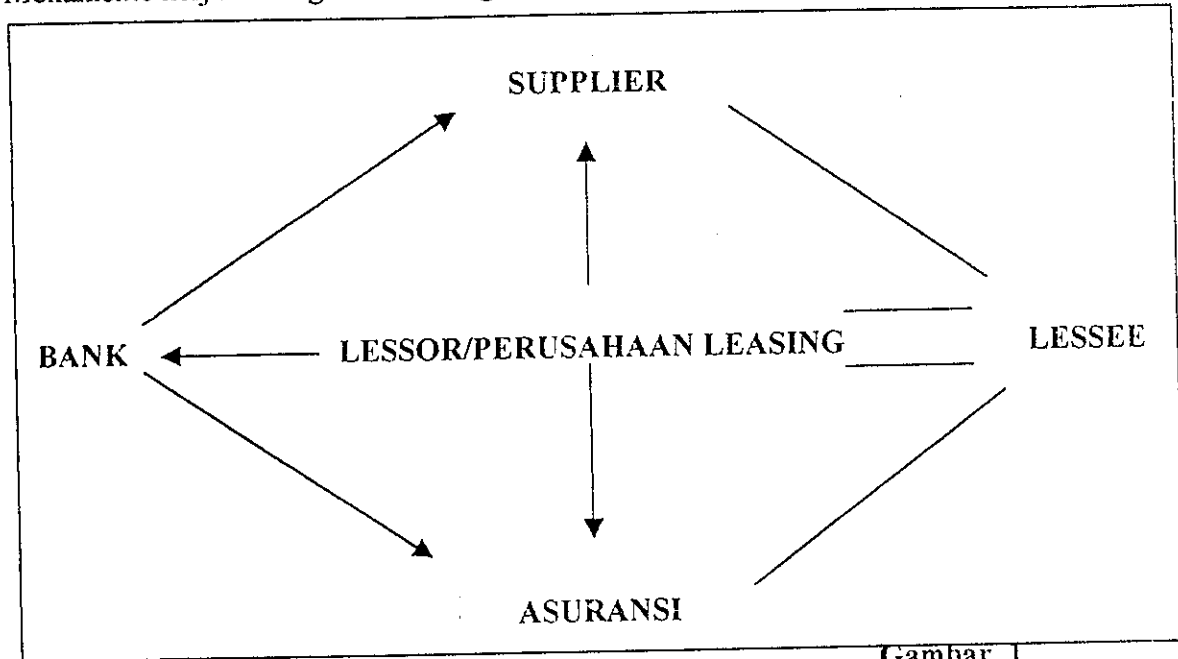 SUPPLIER
BANK
LESSOR/PERUSAHAAN LEASING
LESSEE
ASURANSI
Gambar 1